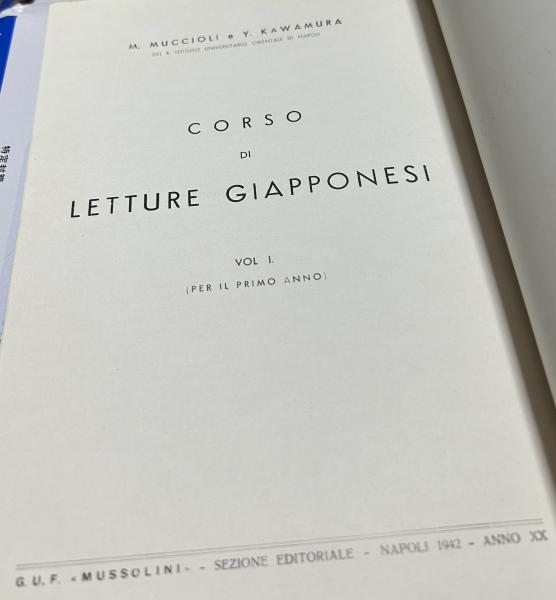 M. MUCCIOLI e Y. KAWAMURA
DEL R. ISTITUTO UNIVERSITARIO ORIENTALE DI NAPOLI
CORSO
DI
LETTURE GIAPPONESI
VOL I.
(PER IL PRIMO ANNO)
G. U. F. «MUSSOLINI» - SEZIONE EDITORIALE - NAPOLI 1942 - ANNO XX